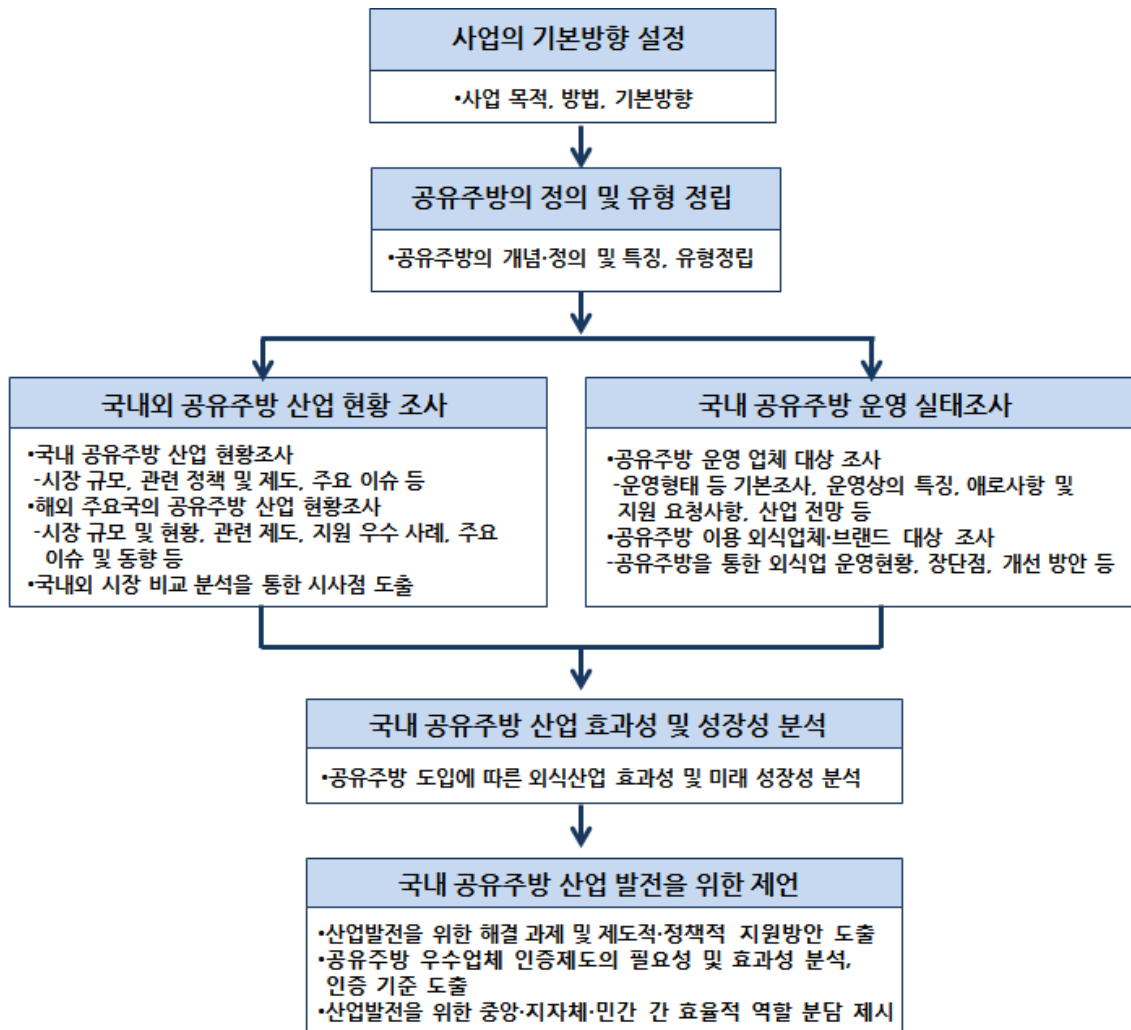 사업의 기본방향 설정
•사업 목적, 방법, 기본방향
공유주방의 정의 및 유형 정립
•공유주방의 개념·정의 및 특징, 유형정립
국내외 공유주방 산업 현황 조사
•국내 공유주방 산업 현황조사
-시장 규모, 관련 정책 및 제도, 주요 이슈 등
•해외 주요국의 공유주방 산업 현황조사
-시장 규모 및 현황, 관련 제도, 지원 우수 사례, 주요
이슈 및 동향 등
•국내외 시장 비교 분석을 통한 시사점 도출
국내 공유주방 운영 실태조사
•공유주방 운영 업체 대상 조사
-운영형태 등 기본조사, 운영상의 특징, 애로사항 및
지원 요청사항, 산업 전망 등
•공유주방 이용 외식업체·브랜드 대상 조사
-공유주방을 통한 외식업 운영현황, 장단점, 개선 방안 등
국내 공유주방 산업 효과성 및 성장성 분석
•공유주방 도입에 따른 외식산업 효과성 및 미래 성장성 분석
국내 공유주방 산업 발전을 위한 제언
•산업발전을 위한 해결 과제 및 제도적·정책적 지원방안 도출
•공유주방 우수업체 인증제도의 필요성 및 효과성 분석,
인증 기준 도출
•산업발전을 위한 중앙·지자체·민간 간 효율적 역할 분담 제시